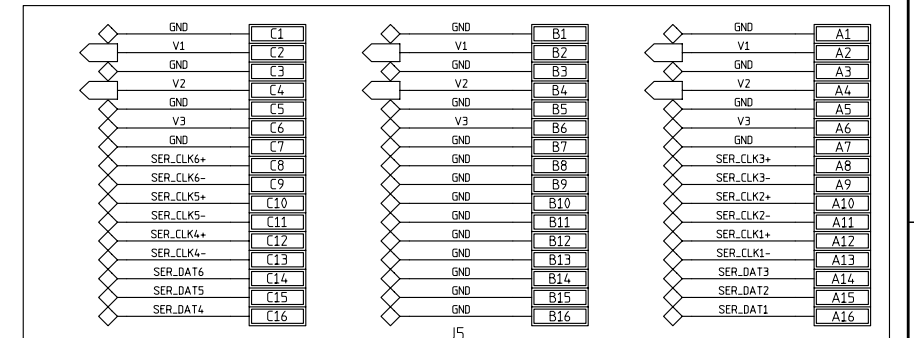 GND C1 GND B1 GND A1
V1 C2 V1 B2 V1 A2
GND C3 GND B3 GND A3
V2 C4 V2 B4 V2 A4
GND C5 GND B5 GND A5
V3 C6 V3 B6 V3 A6
GND C7 GND B7 GND A7
SER_CLK6+ C8 GND B8 SER_CLK3+ A8
SER_CLK6- C9 GND B9 SER_CLK3- A9
SER_CLK5+ C10 GND B10 SER_CLK2+ A10
SER_CLK5- C11 GND B11 SER_CLK2- A11
SER_CLK4+ C12 GND B12 SER_CLK1+ A12
SER_CLK4- C13 GND B13 SER_CLK1- A13
SER_DAT6 C14 GND B14 SER_DAT3 A14
SER_DAT5 C15 GND B15 SER_DAT2 A15
SER_DAT4 C16 GND B16 SER_DAT1 A16
J5